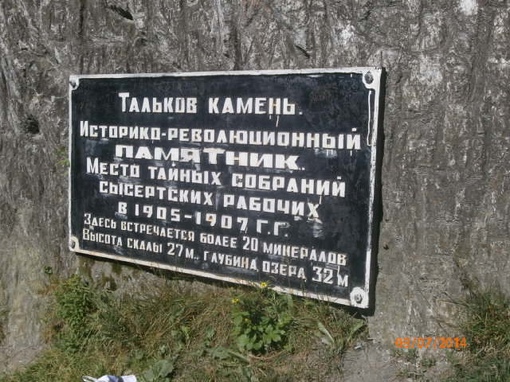 Тальков камень.
Историко-революционный
памятник.
Место тайных собраний
сысертских рабочих
в 1905-1907 г.г.
Здесь встречается более 20 минералов
Высота скалы 27 м., глубина озера 32 м